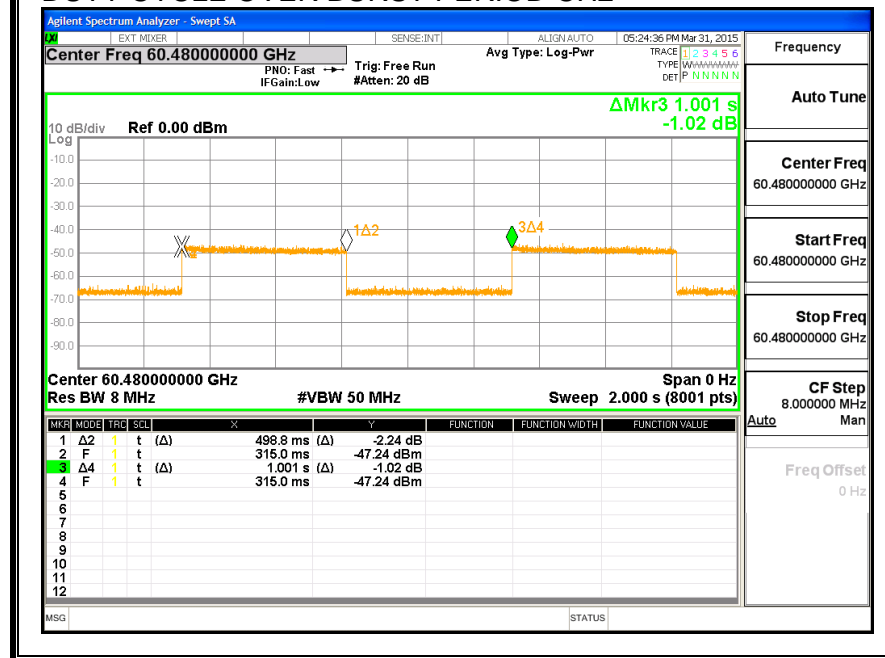 Agilent Spectrum Analyzer - Swept SA
LXI EXT MIXER SENSE:INT ALIGN AUTO 05:24:36 PM Mar 31, 2015
Center Freq 60.480000000 GHz
PNO: Fast
IFGain:Low
Trig: Free Run
#Atten: 20 dB
Avg Type: Log-Pwr
TRACE 1 2 3 4 5 6
TYPE W
DET P N N N N N
ΔMkr3 1.001 s
-1.02 dB
10 dB/div Ref 0.00 dBm
Log
-10.0
-20.0
-30.0
-40.0
-50.0
-60.0
-70.0
-80.0
-90.0
1Δ2
3Δ4
Center 60.480000000 GHz Span 0 Hz
Res BW 8 MHz #VBW 50 MHz Sweep 2.000 s (8001 pts)
MKR MODE TRC SCL X Y FUNCTION FUNCTION WIDTH FUNCTION VALUE
1 Δ2 1 t (Δ) 498.8 ms (Δ) -2.24 dB
2 F 1 t 315.0 ms -47.24 dBm
3 Δ4 1 t (Δ) 1.001 s (Δ) -1.02 dB
4 F 1 t 315.0 ms -47.24 dBm
5
6
7
8
9
10
11
12
MSG STATUS
Frequency
Auto Tune
Center Freq
60.480000000 GHz
Start Freq
60.480000000 GHz
Stop Freq
60.480000000 GHz
CF Step
8.000000 MHz
Auto Man
Freq Offset
0 Hz